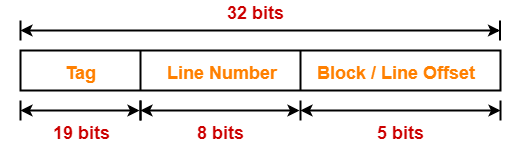 32 bits
Tag Line Number Block / Line Offset
19 bits 8 bits 5 bits